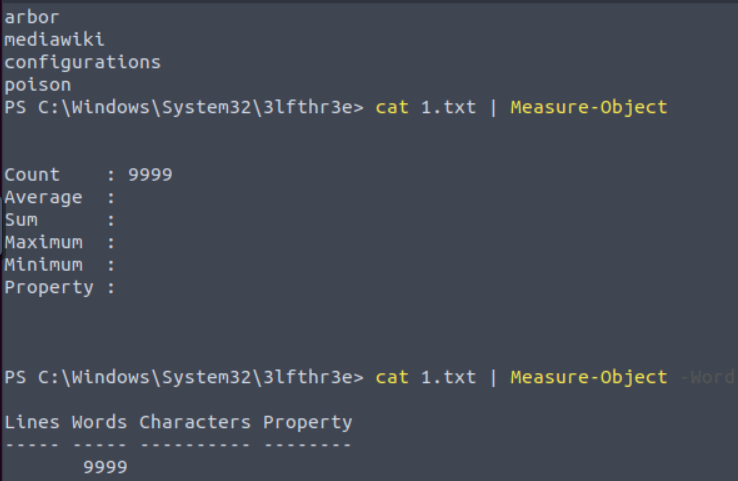 arbor
mediawiki
configurations
poison
PS C:\Windows\System32\3lfthr3e> cat 1.txt | Measure-Object
Count    : 9999
Average  :
Sum      :
Maximum  :
Minimum  :
Property :
PS C:\Windows\System32\3lfthr3e> cat 1.txt | Measure-Object -Word
Lines Words Characters Property
----- ----- ---------- --------
       9999